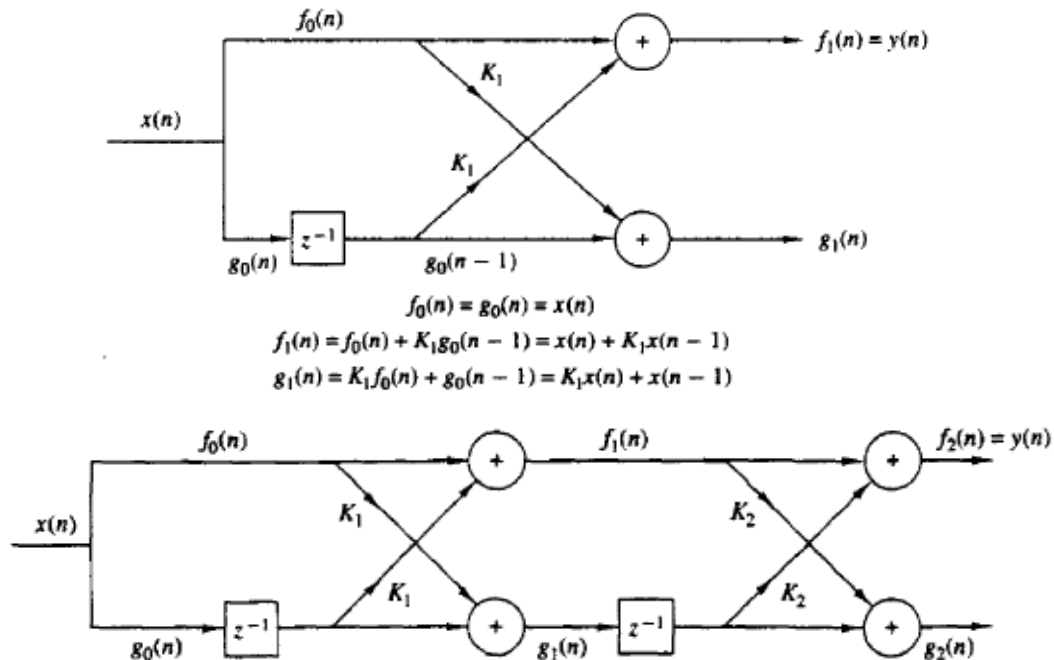 f₀(n)
K₁
+
f₁(n) = y(n)
x(n)
K₁
g₀(n)
z⁻¹
g₀(n − 1)
+
g₁(n)
f₀(n) = g₀(n) = x(n)
f₁(n) = f₀(n) + K₁g₀(n − 1) = x(n) + K₁x(n − 1)
g₁(n) = K₁f₀(n) + g₀(n − 1) = K₁x(n) + x(n − 1)
f₀(n)
+
f₁(n)
+
f₂(n) = y(n)
K₁
K₂
x(n)
K₁
K₂
g₀(n)
z⁻¹
+
g₁(n)
z⁻¹
+
g₂(n)